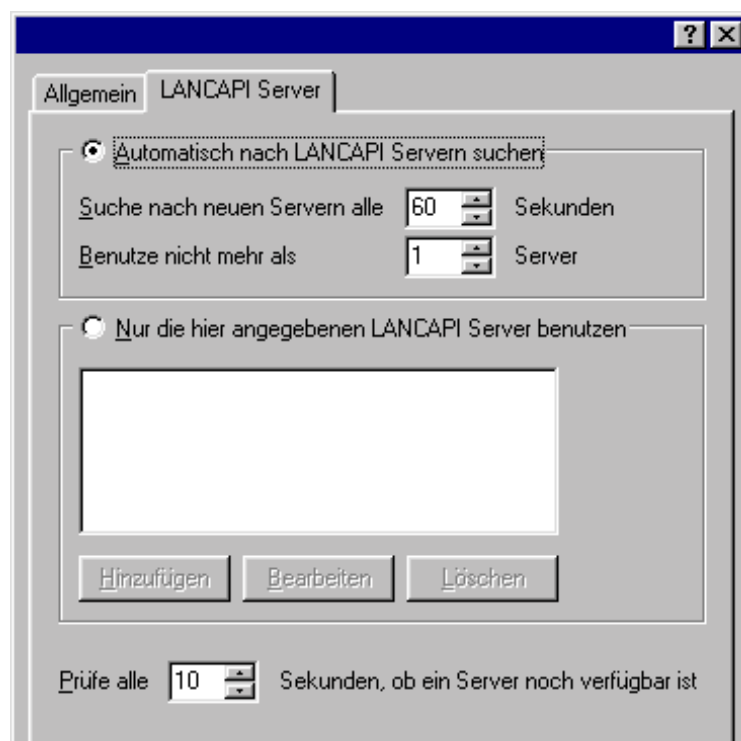 Allgemein LANCAPI Server
Automatisch nach LANCAPI Servern suchen
Suche nach neuen Servern alle 60 Sekunden
Benutze nicht mehr als 1 Server
Nur die hier angegebenen LANCAPI Server benutzen
Hinzufügen Bearbeiten Löschen
Prüfe alle 10 Sekunden, ob ein Server noch verfügbar ist